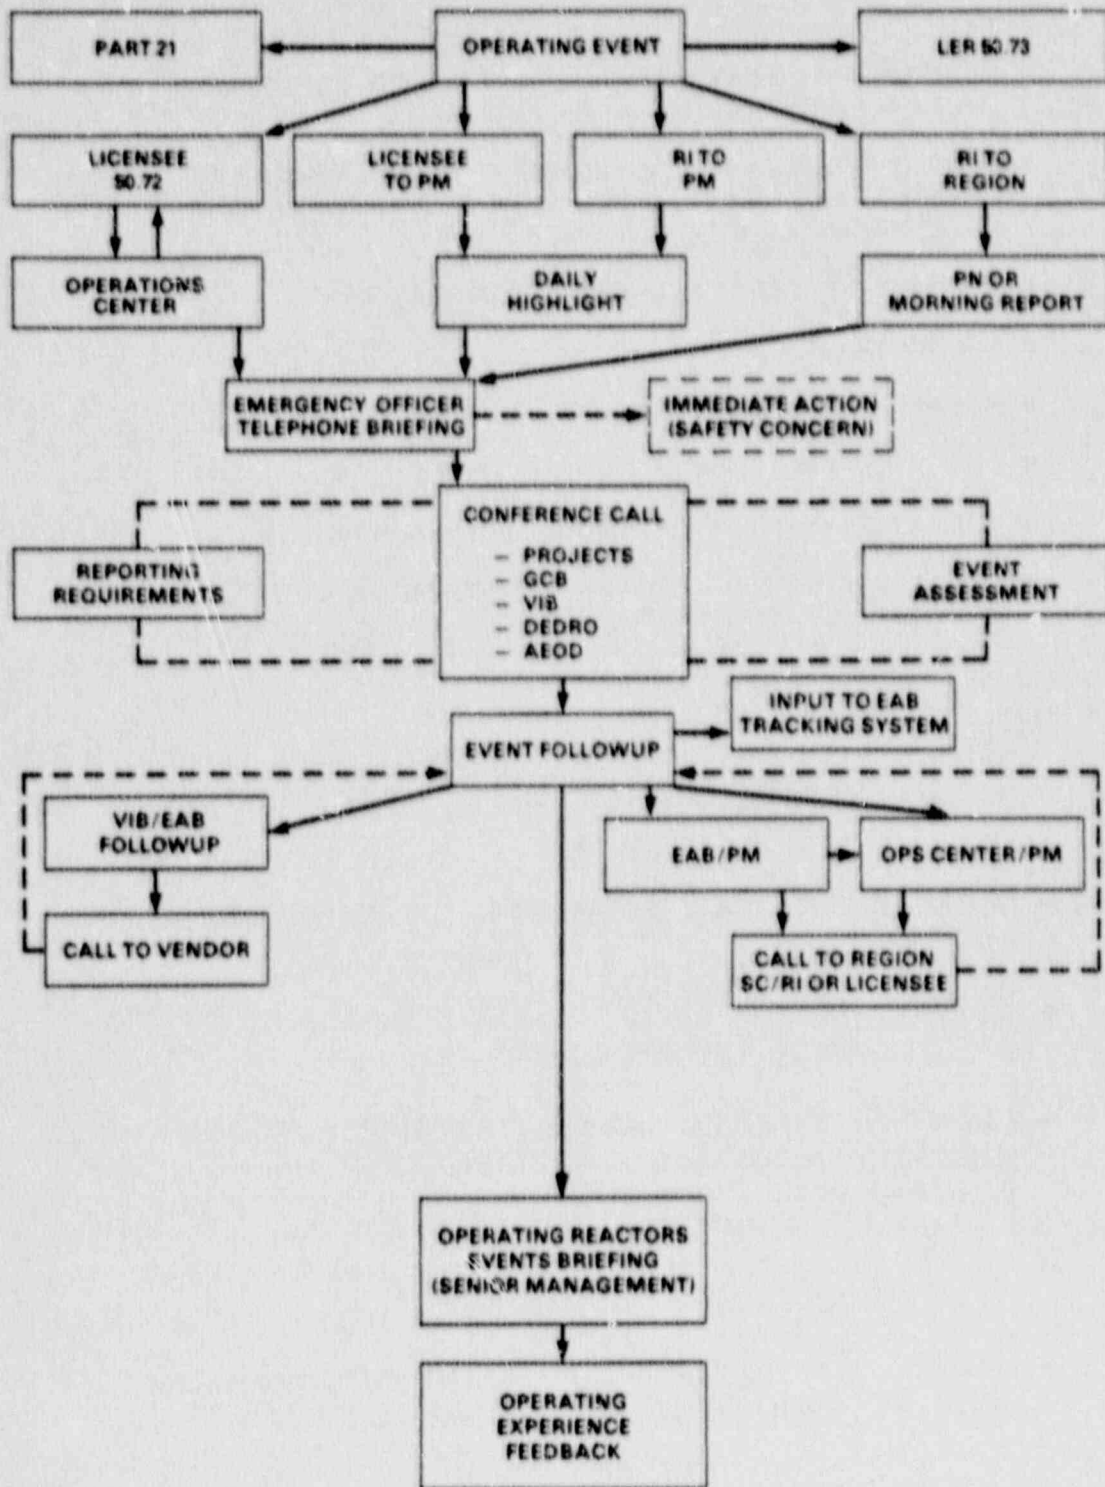 PART 21
OPERATING EVENT
LER 50.73
LICENSEE
50.72
LICENSEE
TO PM
RI TO
PM
RI TO
REGION
OPERATIONS
CENTER
DAILY
HIGHLIGHT
PN OR
MORNING REPORT
EMERGENCY OFFICER
TELEPHONE BRIEFING
IMMEDIATE ACTION
(SAFETY CONCERN)
CONFERENCE CALL
– PROJECTS
– GCB
– VIB
– DEDRO
– AEOD
REPORTING
REQUIREMENTS
EVENT
ASSESSMENT
INPUT TO EAB
TRACKING SYSTEM
EVENT FOLLOWUP
VIB/EAB
FOLLOWUP
EAB/PM
OPS CENTER/PM
CALL TO VENDOR
CALL TO REGION
SC/RI OR LICENSEE
OPERATING REACTORS
EVENTS BRIEFING
(SENIOR MANAGEMENT)
OPERATING
EXPERIENCE
FEEDBACK